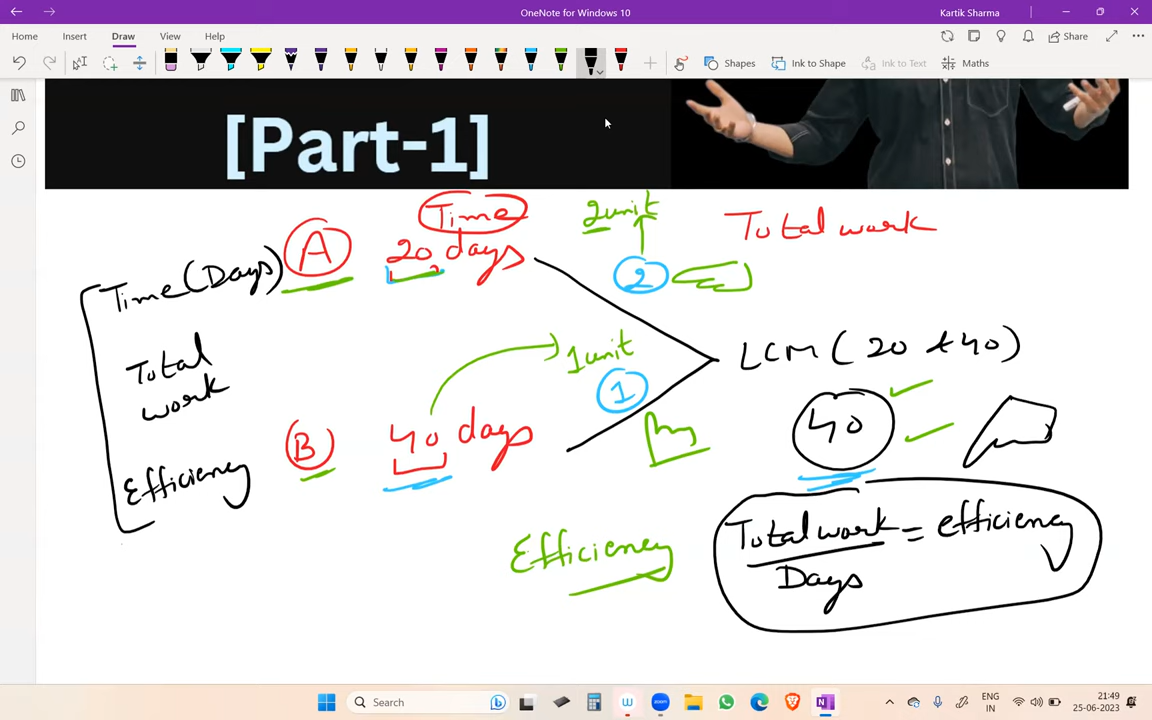 OneNote for Windows 10
Kartik Sharma
Home Insert Draw View Help
Share
Shapes Ink to Shape Ink to Text Maths
[Part-1]
Time
2unit
Total work
A 20 days
2
Time (Days)
1unit
LCM (20 & 40)
Total
work
1
40
B 40 days
Efficiency
Efficiency
Total work = efficiency
Days
Search
ENG
IN
21:49
25-06-2023